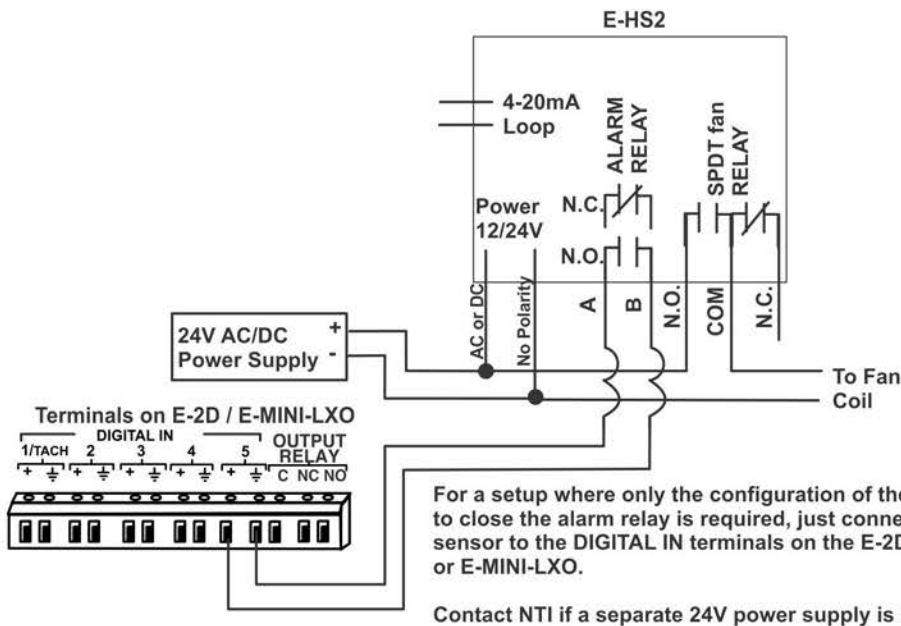 E-HS2
4-20mA
Loop
ALARM
RELAY
SPDT fan
RELAY
N.C.
Power
12/24V
N.O.
AC or DC
No Polarity
A
B
N.O.
COM
N.C.
24V AC/DC +
Power Supply -
To Fan
Coil
Terminals on E-2D / E-MINI-LXO
DIGITAL IN
1/TACH 2 3 4 5 OUTPUT
RELAY
+ ⏚ + ⏚ + ⏚ + ⏚ + ⏚ C NC NO
For a setup where only the configuration of the
to close the alarm relay is required, just conne
sensor to the DIGITAL IN terminals on the E-2D
or E-MINI-LXO.
Contact NTI if a separate 24V power supply is